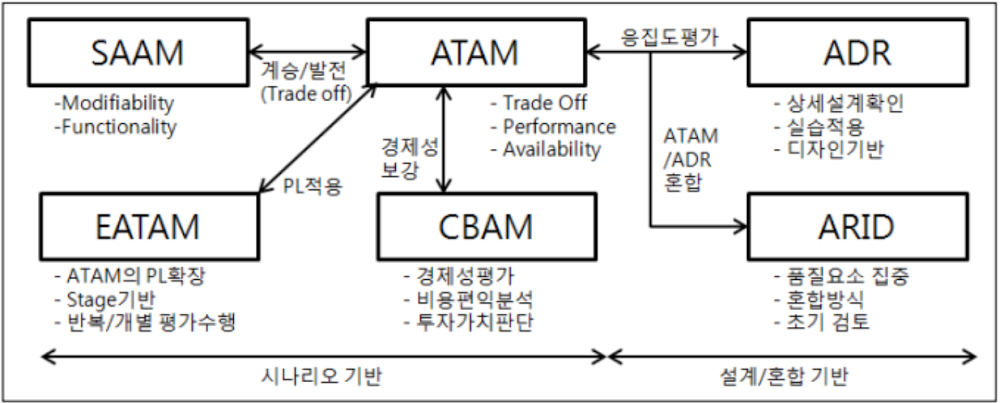 SAAM
-Modifiability
-Functionality
계승/발전
(Trade off)
ATAM
- Trade Off
- Performance
- Availability
응집도평가
ADR
- 상세설계확인
- 실습적용
- 디자인기반
PL적용
경제성
보강
ATAM
/ADR
혼합
EATAM
- ATAM의 PL확장
- Stage기반
- 반복/개별 평가수행
CBAM
- 경제성평가
- 비용편익분석
- 투자가치판단
ARID
- 품질요소 집중
- 혼합방식
- 초기 검토
시나리오 기반
설계/혼합 기반